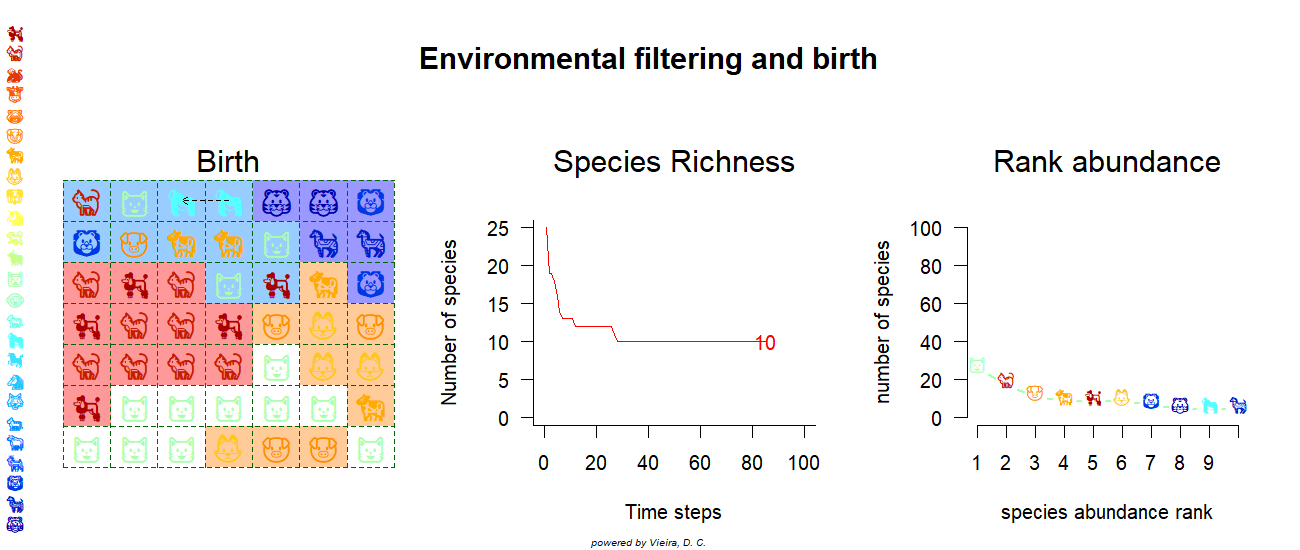 Environmental filtering and birth
Birth
Species Richness
Number of species
25
20
15
10
5
0
10
0 20 40 60 80 100
Time steps
Rank abundance
number of species
100
80
60
40
20
0
1 2 3 4 5 6 7 8 9
species abundance rank
powered by Vieira, D. C.